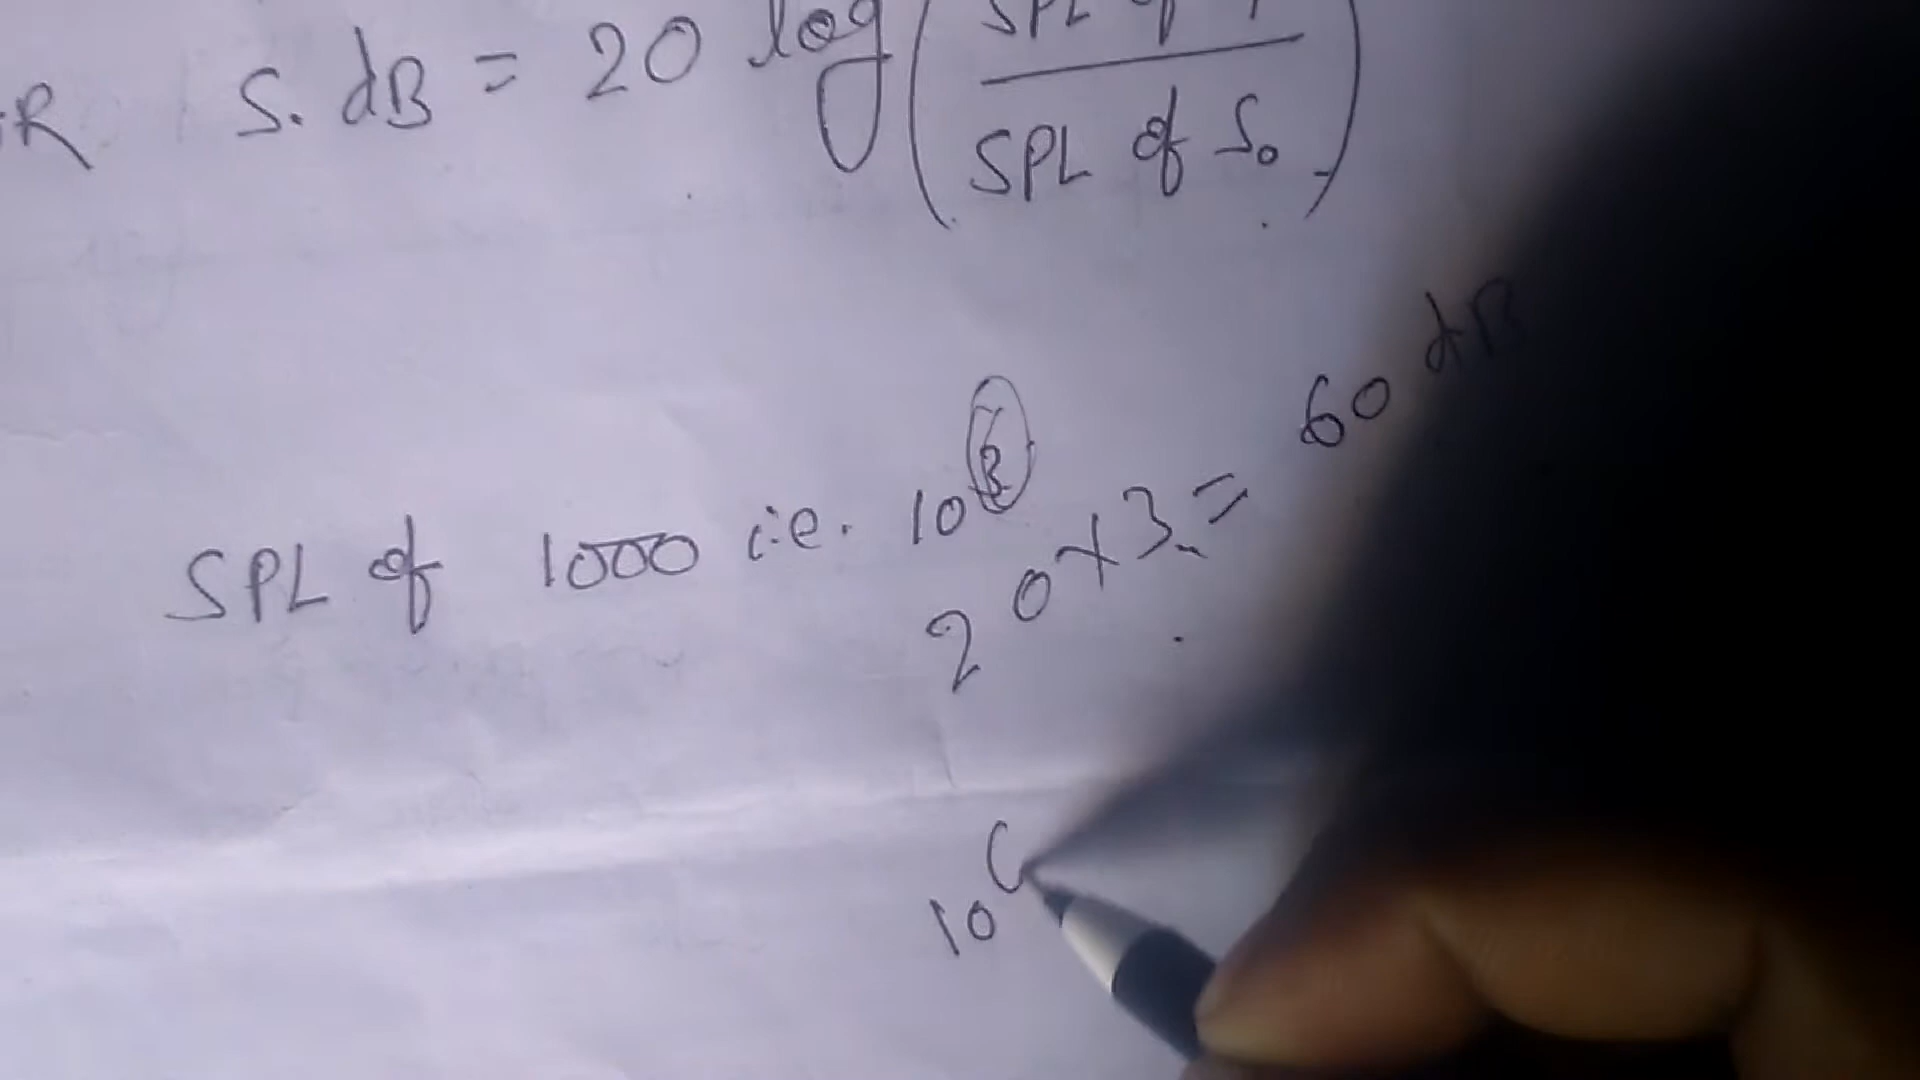 R S. dB = 20 log (SPL of / SPL of S₀)
SPL of 1000 i.e. 10³
20 × 3 = 60 dB
10